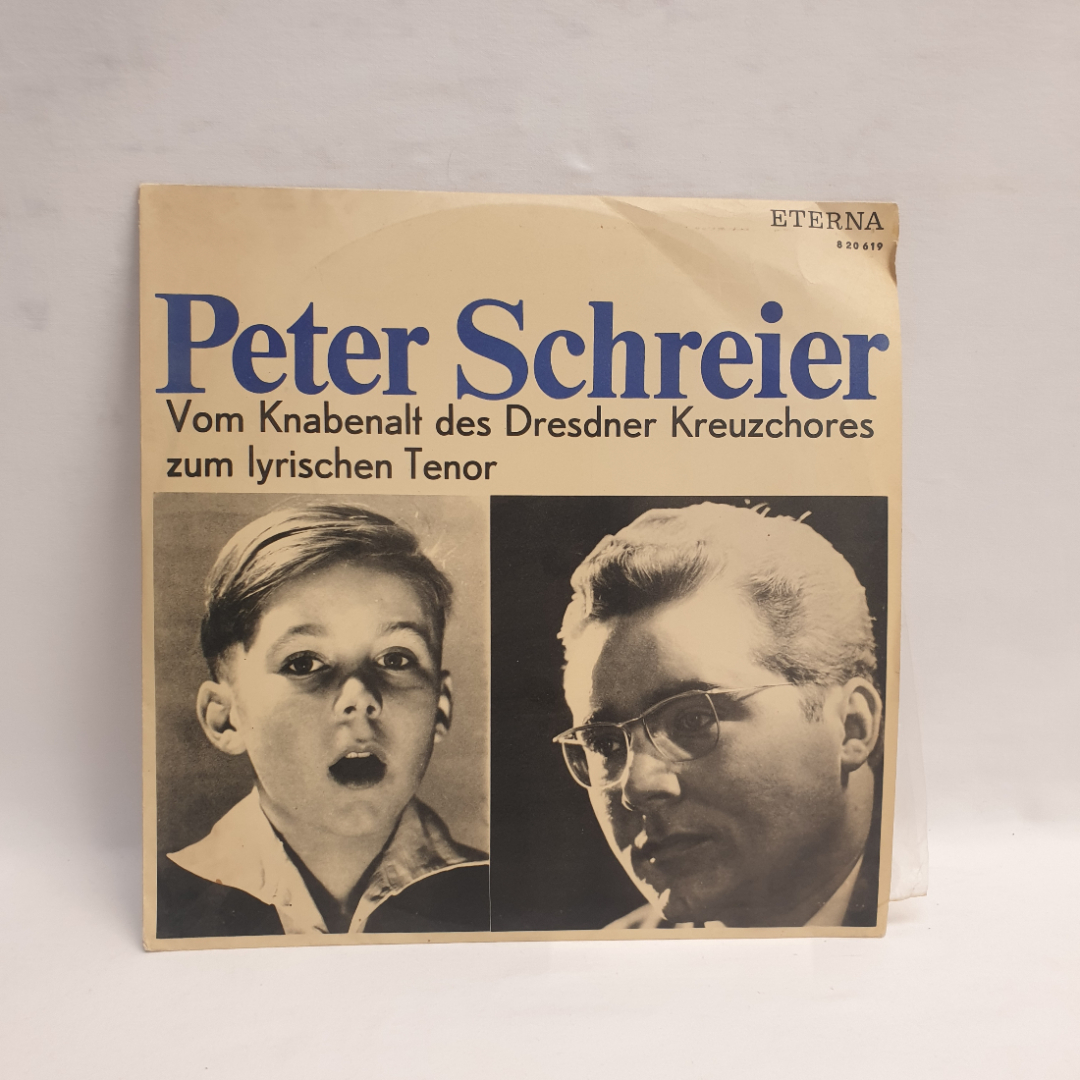 ETERNA
8 20 619
Peter Schreier
Vom Knabenalt des Dresdner Kreuzchores
zum lyrischen Tenor